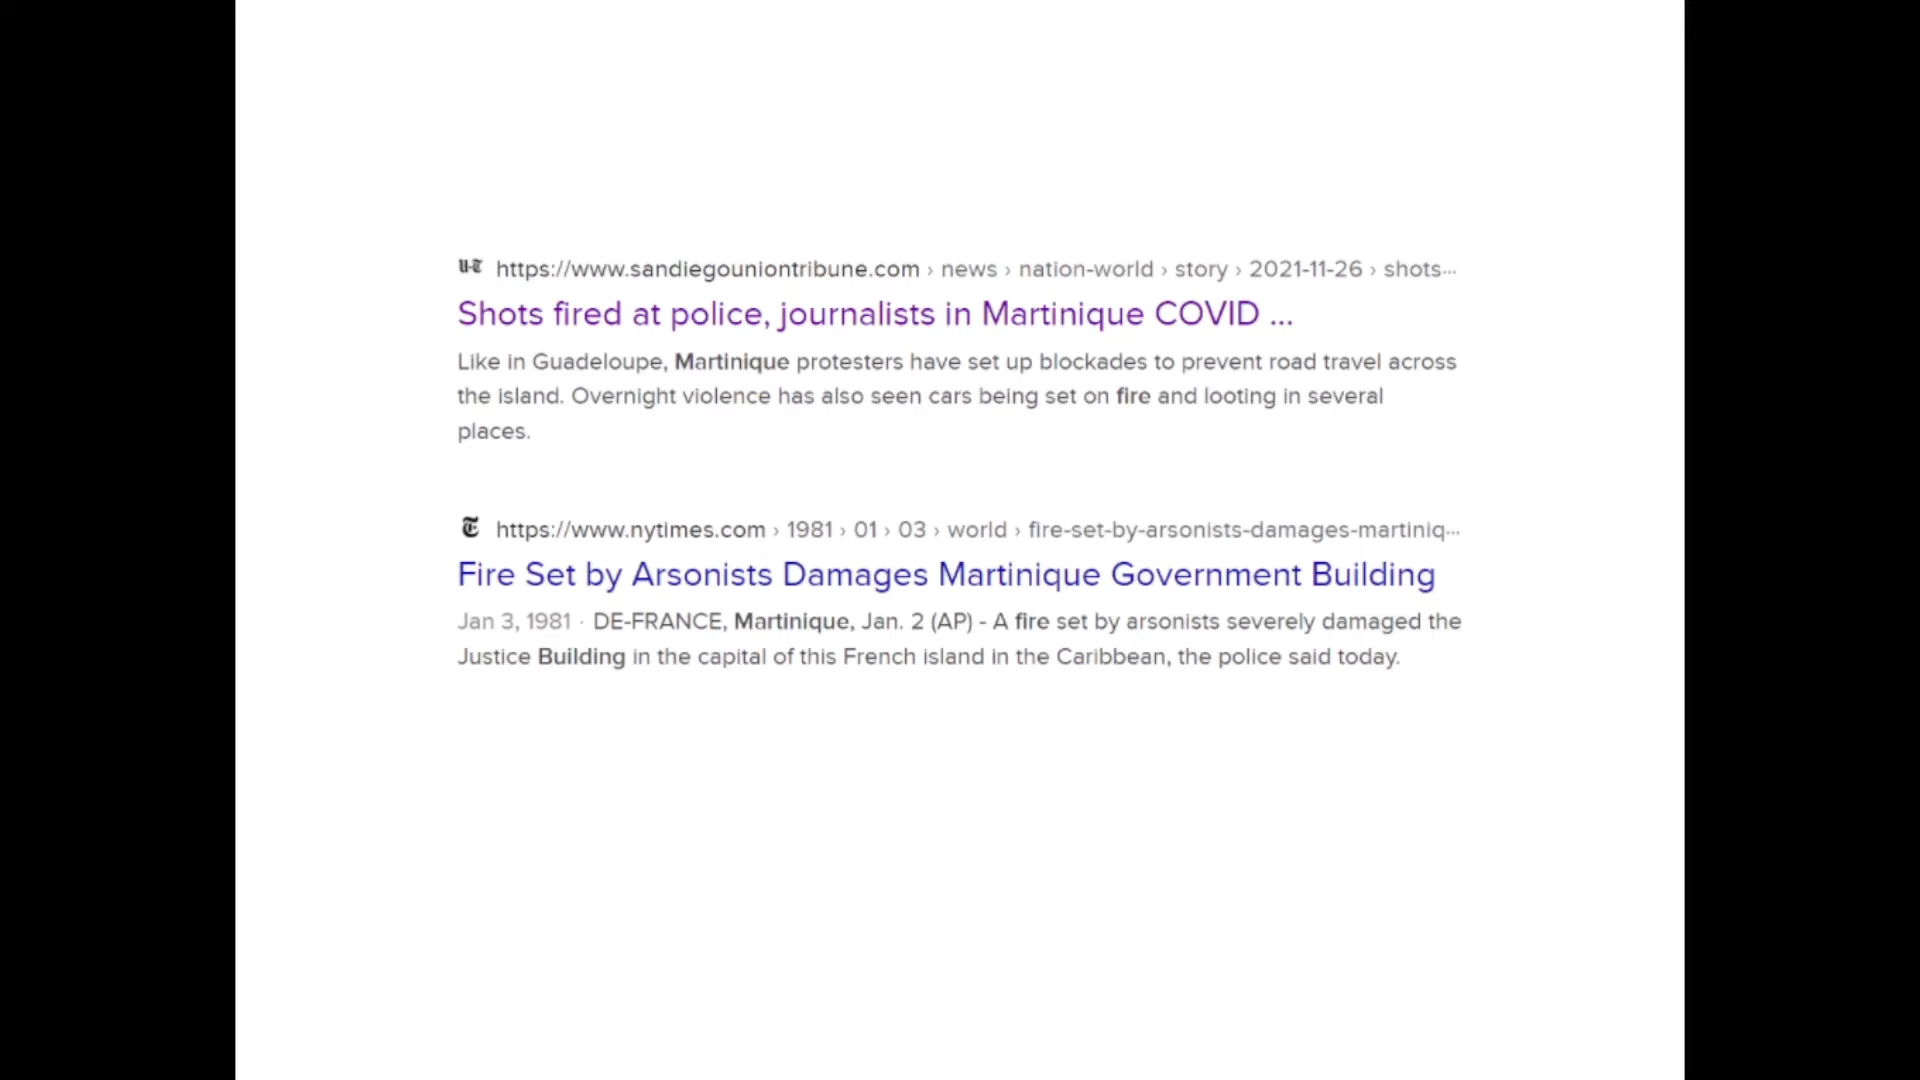 U-T https://www.sandiegouniontribune.com › news › nation-world › story › 2021-11-26 › shots...
Shots fired at police, journalists in Martinique COVID ...
Like in Guadeloupe, Martinique protesters have set up blockades to prevent road travel across
the island. Overnight violence has also seen cars being set on fire and looting in several
places.
T https://www.nytimes.com › 1981 › 01 › 03 › world › fire-set-by-arsonists-damages-martiniq...
Fire Set by Arsonists Damages Martinique Government Building
Jan 3, 1981 · DE-FRANCE, Martinique, Jan. 2 (AP) - A fire set by arsonists severely damaged the
Justice Building in the capital of this French island in the Caribbean, the police said today.